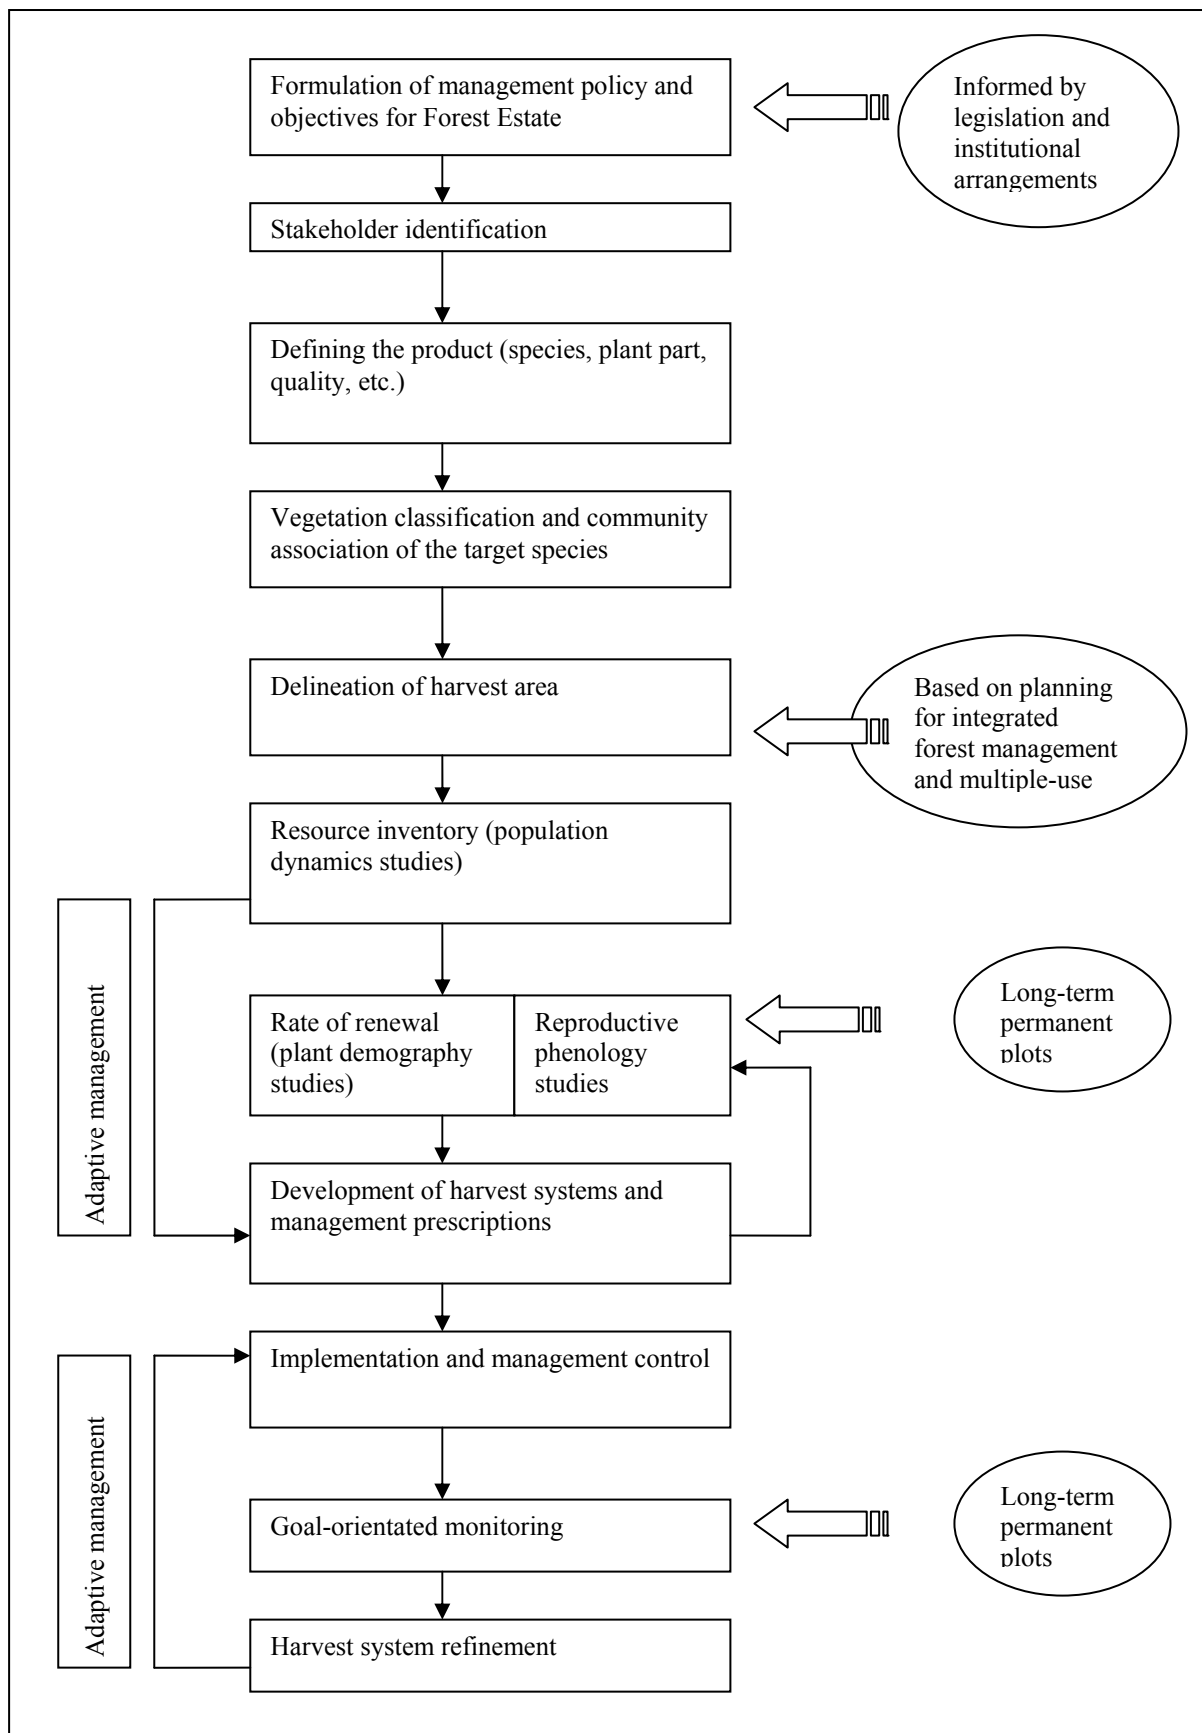 Formulation of management policy and
objectives for Forest Estate
Informed by
legislation and
institutional
arrangements
Stakeholder identification
Defining the product (species, plant part,
quality, etc.)
Vegetation classification and community
association of the target species
Delineation of harvest area
Based on planning
for integrated
forest management
and multiple-use
Resource inventory (population
dynamics studies)
Adaptive management
Rate of renewal
(plant demography
studies)
Reproductive
phenology
studies
Long-term
permanent
plots
Development of harvest systems and
management prescriptions
Implementation and management control
Adaptive management
Goal-orientated monitoring
Long-term
permanent
plots
Harvest system refinement